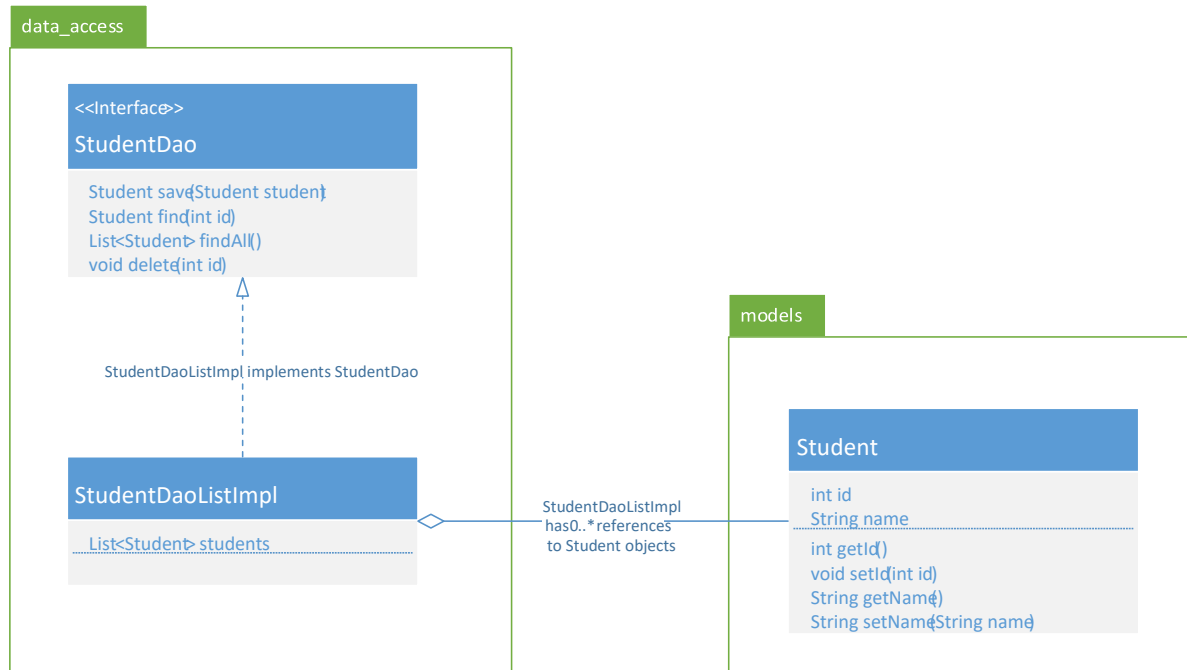 data_access
<<Interface>>
StudentDao
Student save(Student student)
Student find(int id)
List<Student> findAll()
void delete(int id)
StudentDaoListImpl implements StudentDao
StudentDaoListImpl
List<Student> students
StudentDaoListImpl
has 0..* references
to Student objects
models
Student
int id
String name
int getId()
void setId(int id)
String getName()
String setName(String name)